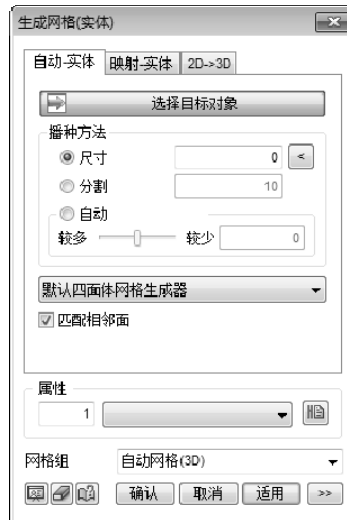 生成网格(实体)
自动-实体 映射-实体 2D->3D
选择目标对象
播种方法
尺寸 0 <
分割 10
自动
较多 较少 0
默认四面体网格生成器
匹配相邻面
属性
1
网格组 自动网格(3D)
确认 取消 适用 >>